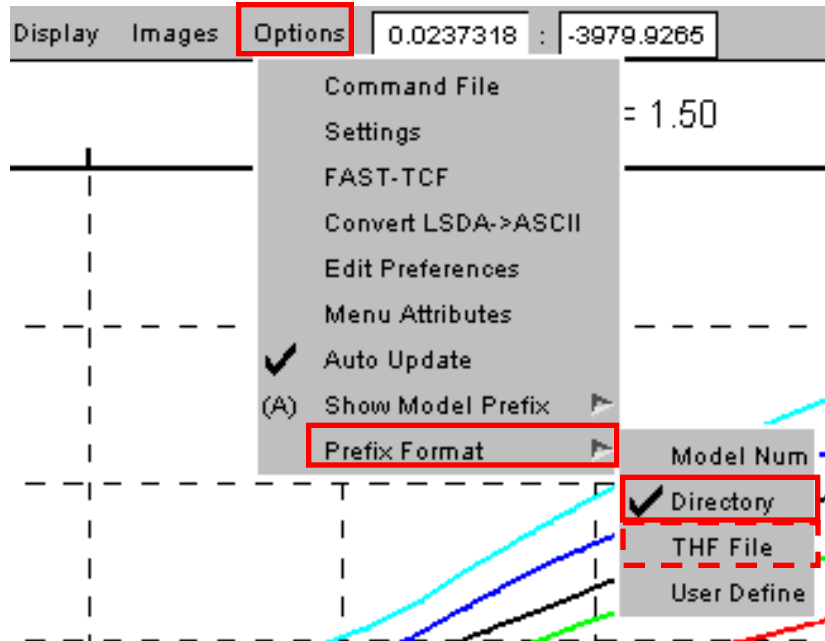 Display Images Options 0.0237318 : -3979.9265
Command File
= 1.50
Settings
FAST-TCF
Convert LSDA->ASCII
Edit Preferences
Menu Attributes
Auto Update
(A) Show Model Prefix
Prefix Format
Model Num
Directory
THF File
User Define